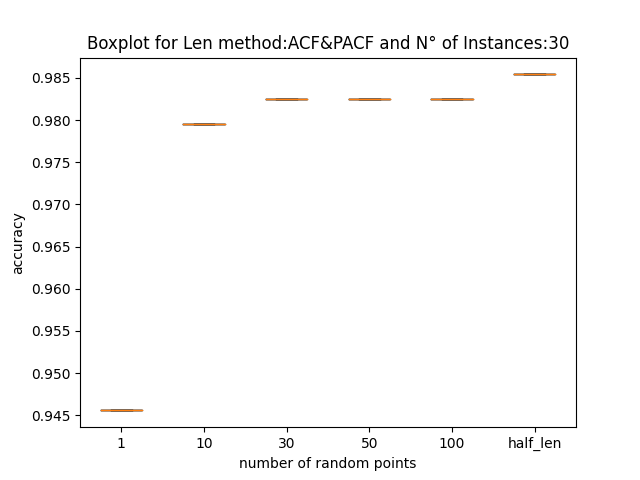 Boxplot for Len method:ACF&PACF and N° of Instances:30
0.985
0.980
0.975
0.970
0.965
0.960
0.955
0.950
0.945
accuracy
1 10 30 50 100 half_len
number of random points